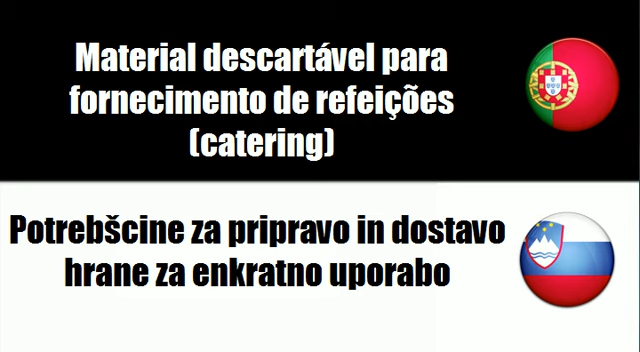 Material descartável para
fornecimento de refeições
(catering)
Potrebšcine za pripravo in dostavo
hrane za enkratno uporabo